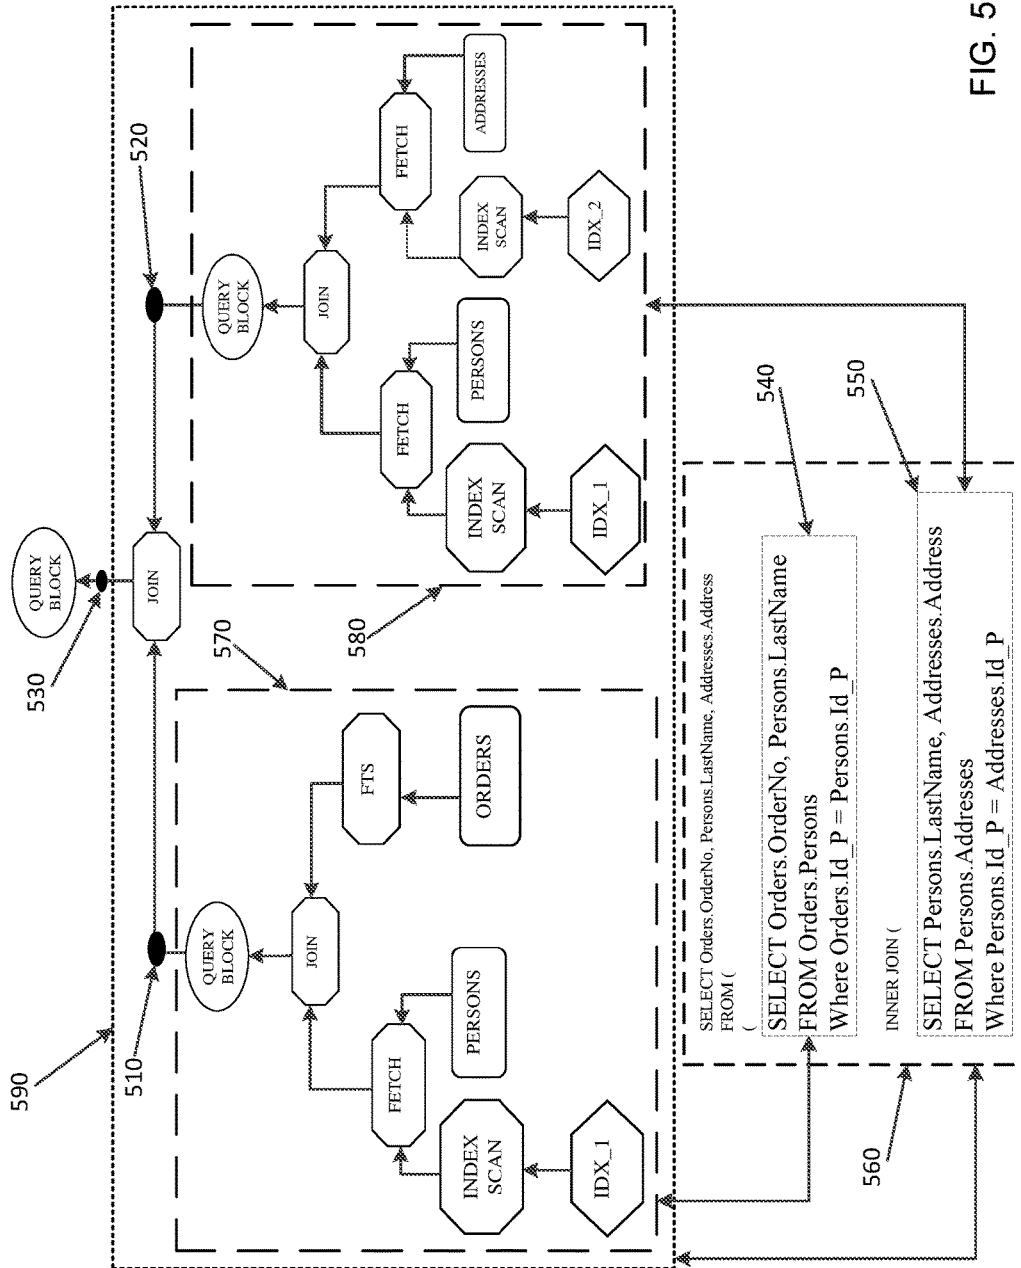 FIG. 5
590
530
QUERY
BLOCK
JOIN
510
520
570
QUERY
BLOCK
JOIN
FETCH
FTS
INDEX
SCAN
PERSONS
ORDERS
IDX_1
580
QUERY
BLOCK
JOIN
FETCH
FETCH
INDEX
SCAN
PERSONS
INDEX
SCAN
ADDRESSES
IDX_1
IDX_2
560
SELECT Orders.OrderNo, Persons.LastName, Addresses.Address
FROM (
(
540
SELECT Orders.OrderNo, Persons.LastName
FROM Orders.Persons
Where Orders.Id_P = Persons.Id_P
INNER JOIN (
550
SELECT Persons.LastName, Addresses.Address
FROM Persons.Addresses
Where Persons.Id_P = Addresses.Id_P